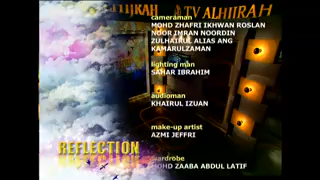 HJRAH TV ALHIJRAH
cameraman
MOHD ZHAFRI IKHWAN ROSLAN
NOOR IMRAN NOORDIN
ZULHAIRUL ALIAS ANG
KAMARULZAMAN
lighting man
SAHAR IBRAHIM
audioman
KHAIRUL IZUAN
make-up artist
AZMI JEFFRI
REFLECTION
wardrobe
MOHD ZAABA ABDUL LATIF